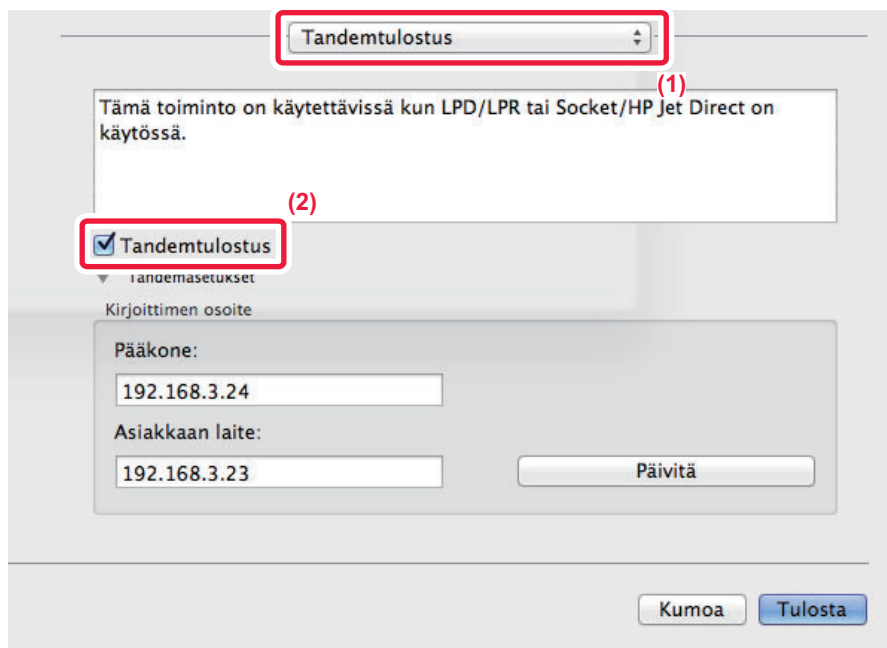 Tandemtulostus
(1)
Tämä toiminto on käytettävissä kun LPD/LPR tai Socket/HP Jet Direct on
käytössä.
(2)
Tandemtulostus
Tandemasetukset
Kirjoittimen osoite
Pääkone:
192.168.3.24
Asiakkaan laite:
192.168.3.23
Päivitä
Kumoa
Tulosta